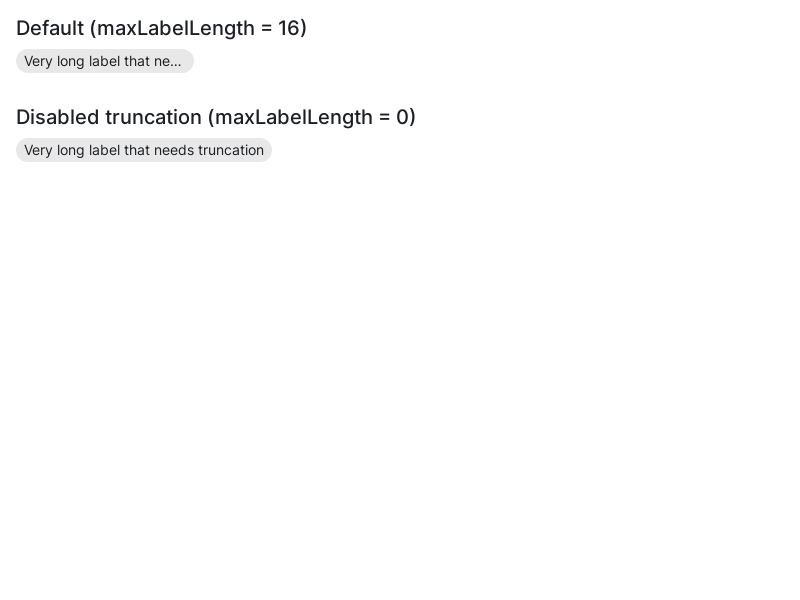 Default (maxLabelLength = 16)
Very long label that ne...
Disabled truncation (maxLabelLength = 0)
Very long label that needs truncation